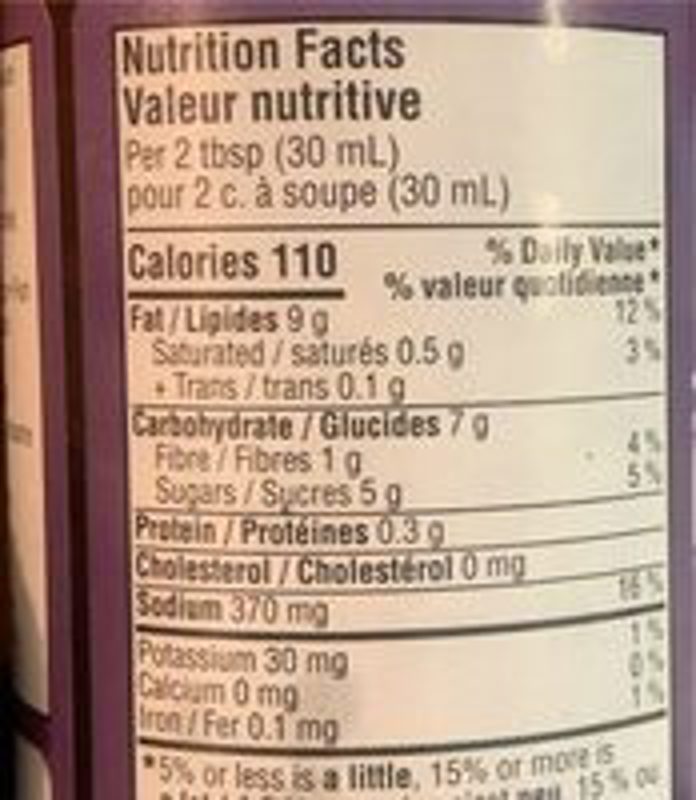 Nutrition Facts
Valeur nutritive
Per 2 tbsp (30 mL)
pour 2 c. à soupe (30 mL)
Calories 110
% Daily Value*
% valeur quotidienne*
Fat / Lipides 9 g 12 %
Saturated / saturés 0.5 g 3 %
+ Trans / trans 0.1 g
Carbohydrate / Glucides 7 g
Fibre / Fibres 1 g 4 %
Sugars / Sucres 5 g 5 %
Protein / Protéines 0.3 g
Cholesterol / Cholestérol 0 mg
Sodium 370 mg 16 %
Potassium 30 mg 1 %
Calcium 0 mg 0 %
Iron / Fer 0.1 mg 1 %
*5% or less is a little, 15% or more is
15 % ou